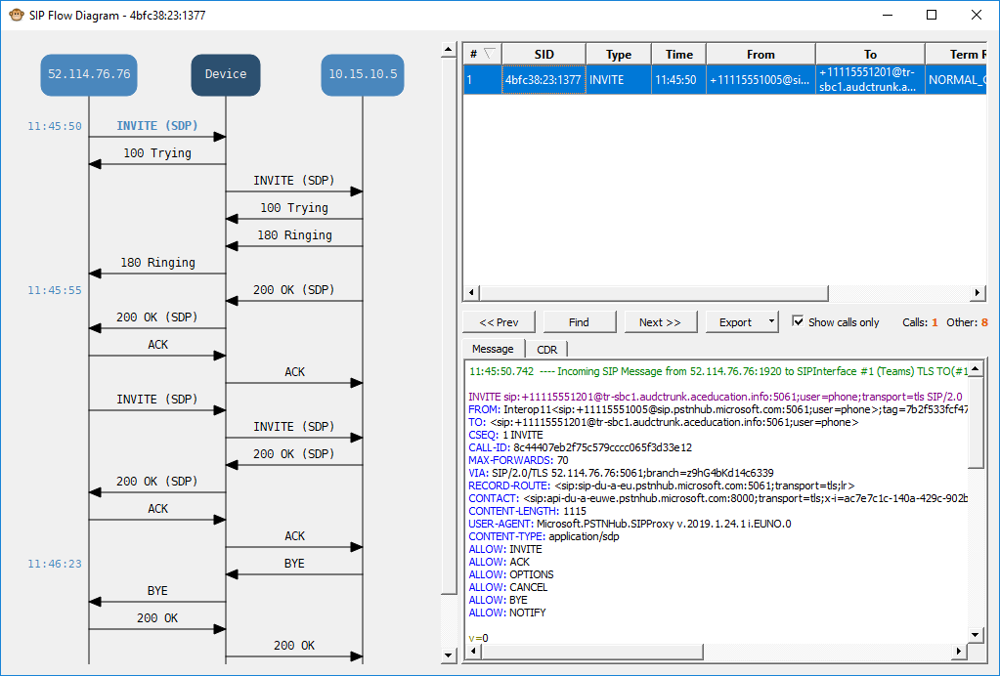 SIP Flow Diagram - 4bfc38:23:1377
52.114.76.76
Device
10.15.10.5
11:45:50
INVITE (SDP)
100 Trying
INVITE (SDP)
100 Trying
180 Ringing
180 Ringing
11:45:55
200 OK (SDP)
200 OK (SDP)
ACK
ACK
INVITE (SDP)
INVITE (SDP)
200 OK (SDP)
200 OK (SDP)
ACK
ACK
11:46:23
BYE
BYE
200 OK
200 OK
# SID Type Time From To Term R
1 4bfc38:23:1377 INVITE 11:45:50 +11115551005@si... +11115551201@tr-
sbc1.audctrunk.a... NORMAL_C
<< Prev Find Next >> Export Show calls only Calls: 1 Other: 8
Message CDR
11:45:50.742 ---- Incoming SIP Message from 52.114.76.76:1920 to SIPInterface #1 (Teams) TLS TO(#1
INVITE sip:+11115551201@tr-sbc1.audctrunk.aceducation.info:5061;user=phone;transport=tls SIP/2.0
FROM: Interop11<sip:+11115551005@sip.pstnhub.microsoft.com:5061;user=phone>;tag=7b2f533fcf47
TO: <sip:+11115551201@tr-sbc1.audctrunk.aceducation.info:5061;user=phone>
CSEQ: 1 INVITE
CALL-ID: 8c44407eb2f75c579cccc065f3d33e12
MAX-FORWARDS: 70
VIA: SIP/2.0/TLS 52.114.76.76:5061;branch=z9hG4bKd14c6339
RECORD-ROUTE: <sip:sip-du-a-eu.pstnhub.microsoft.com:5061;transport=tls;lr>
CONTACT: <sip:api-du-a-euwe.pstnhub.microsoft.com:8000;transport=tls;x-i=ac7e7c1c-140a-429c-902b
CONTENT-LENGTH: 1115
USER-AGENT: Microsoft.PSTNHub.SIPProxy v.2019.1.24.1 i.EUNO.0
CONTENT-TYPE: application/sdp
ALLOW: INVITE
ALLOW: ACK
ALLOW: OPTIONS
ALLOW: CANCEL
ALLOW: BYE
ALLOW: NOTIFY
v=0